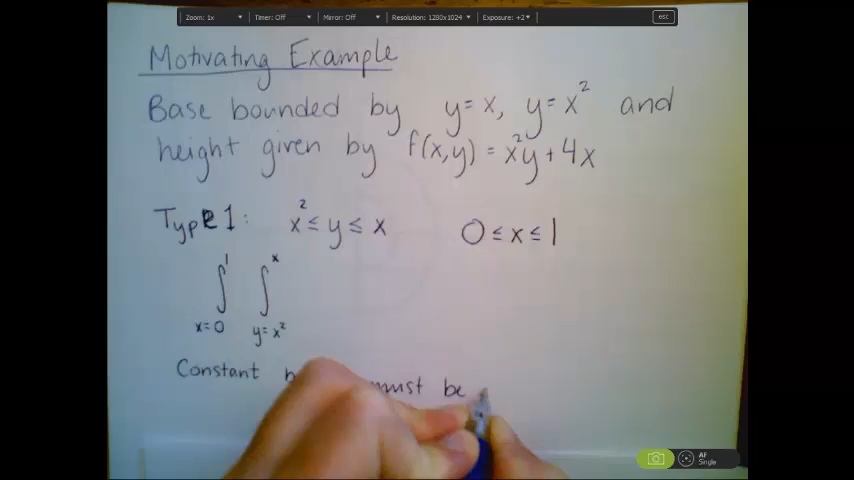 Zoom: 1x Timer: Off Mirror: Off Resolution: 1280x1024 Exposure: +2 esc
Motivating Example
Base bounded by y=x, y=x² and
height given by f(x,y) = x²y + 4x
Type 1: x² ≤ y ≤ x 0 ≤ x ≤ 1
∫₍ₓ₌₀₎¹ ∫₍y₌ₓ²₎ˣ
Constant must be
AF
Single